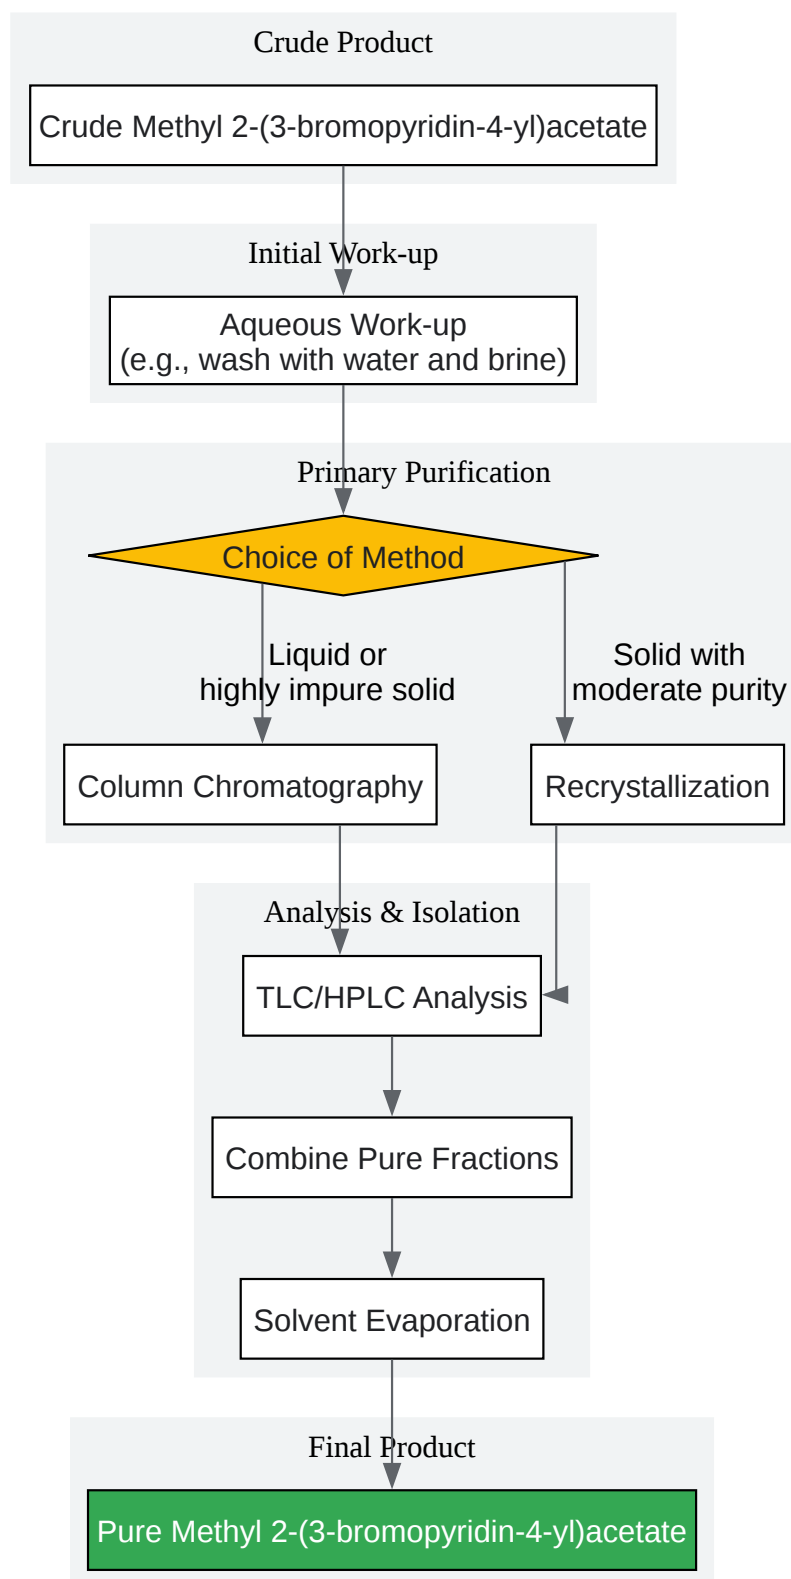 Crude Product
Crude Methyl 2-(3-bromopyridin-4-yl)acetate
Initial Work-up
Aqueous Work-up
(e.g., wash with water and brine)
Primary Purification
Choice of Method
Liquid or
highly impure solid
Solid with
moderate purity
Column Chromatography
Recrystallization
Analysis & Isolation
TLC/HPLC Analysis
Combine Pure Fractions
Solvent Evaporation
Final Product
Pure Methyl 2-(3-bromopyridin-4-yl)acetate